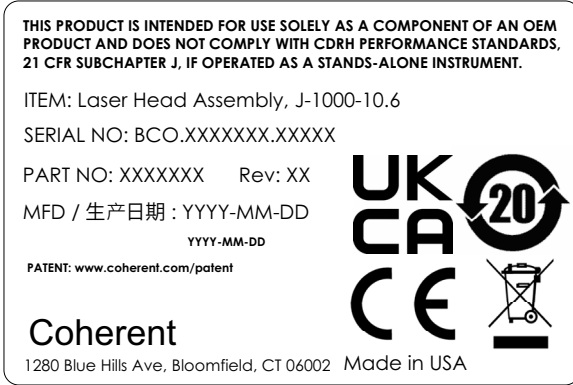 THIS PRODUCT IS INTENDED FOR USE SOLELY AS A COMPONENT OF AN OEM
PRODUCT AND DOES NOT COMPLY WITH CDRH PERFORMANCE STANDARDS,
21 CFR SUBCHAPTER J, IF OPERATED AS A STANDS-ALONE INSTRUMENT.
ITEM: Laser Head Assembly, J-1000-10.6
SERIAL NO: BCO.XXXXXXX.XXXXX
PART NO: XXXXXXX Rev: XX
MFD / 生产日期 : YYYY-MM-DD
YYYY-MM-DD
PATENT: www.coherent.com/patent
UK
CA
20
CE
Coherent
1280 Blue Hills Ave, Bloomfield, CT 06002 Made in USA